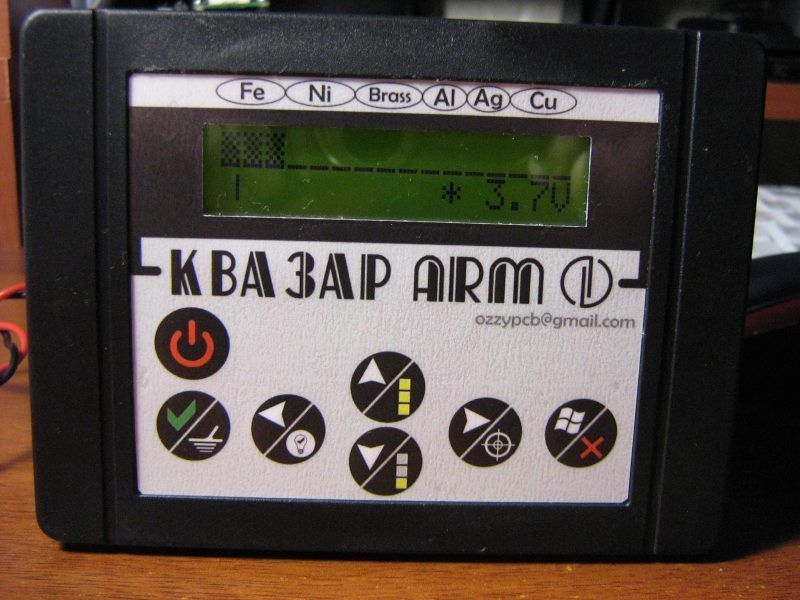 Fe Ni Brass Al Ag Cu
* 3.7V
КВАЗАР ARM
ozzypcb@gmail.com